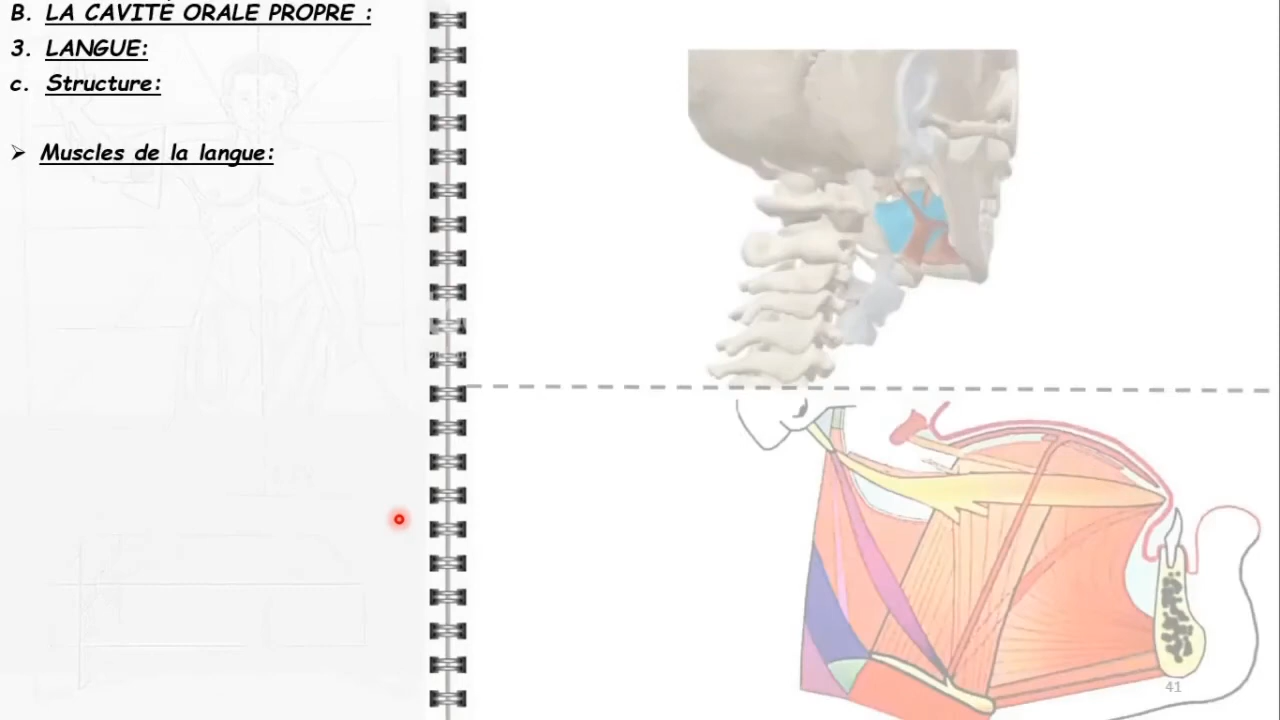 B. LA CAVITÉ ORALE PROPRE :
3. LANGUE:
c. Structure:
➢ Muscles de la langue:
41